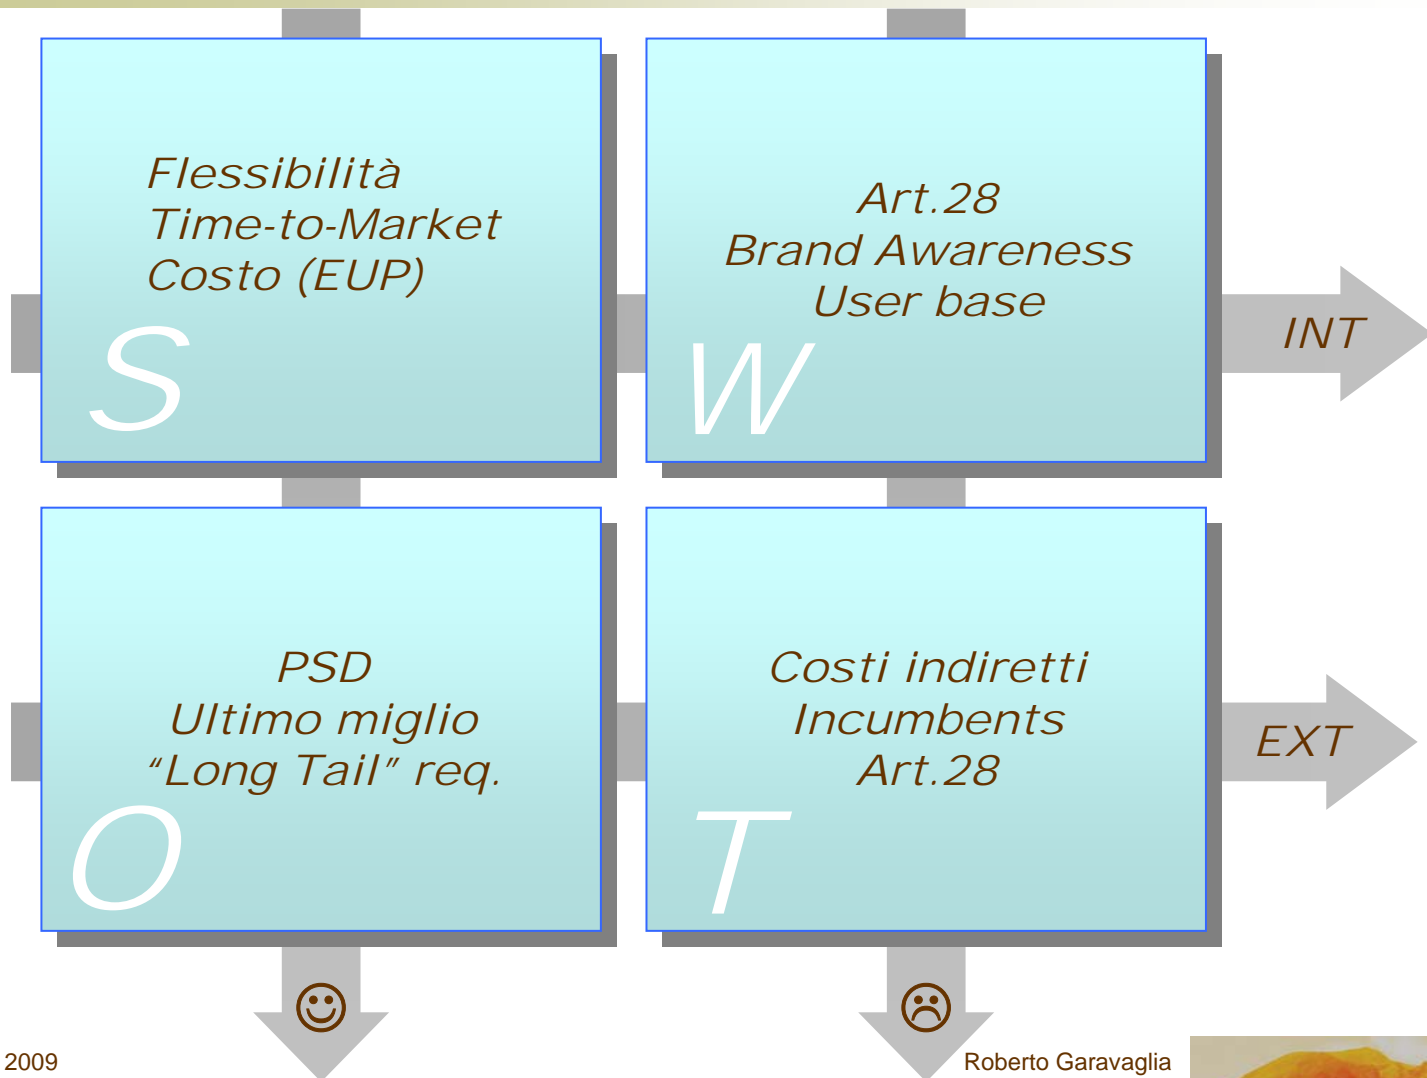 Flessibilità
Time-to-Market
Costo (EUP)
S
Art.28
Brand Awareness
User base
W
INT
PSD
Ultimo miglio
“Long Tail” req.
O
Costi indiretti
Incumbents
Art.28
T
EXT
2009
Roberto Garavaglia